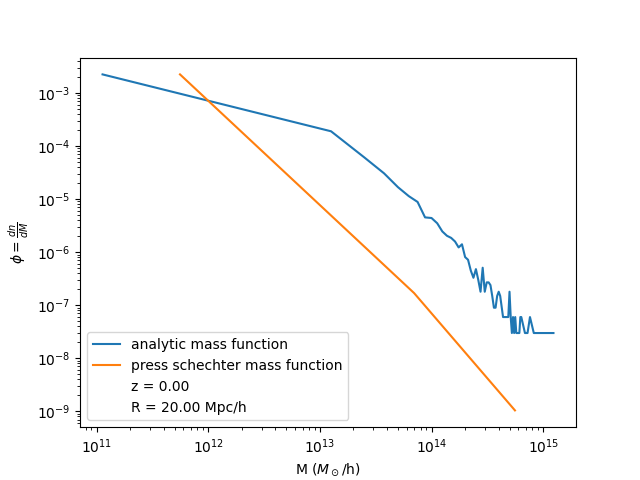 10⁻³
10⁻⁴
10⁻⁵
10⁻⁶
10⁻⁷
10⁻⁸
10⁻⁹
ϕ = dn/dM
analytic mass function
press schechter mass function
z = 0.00
R = 20.00 Mpc/h
10¹¹
10¹²
10¹³
10¹⁴
10¹⁵
M (M⊙/h)